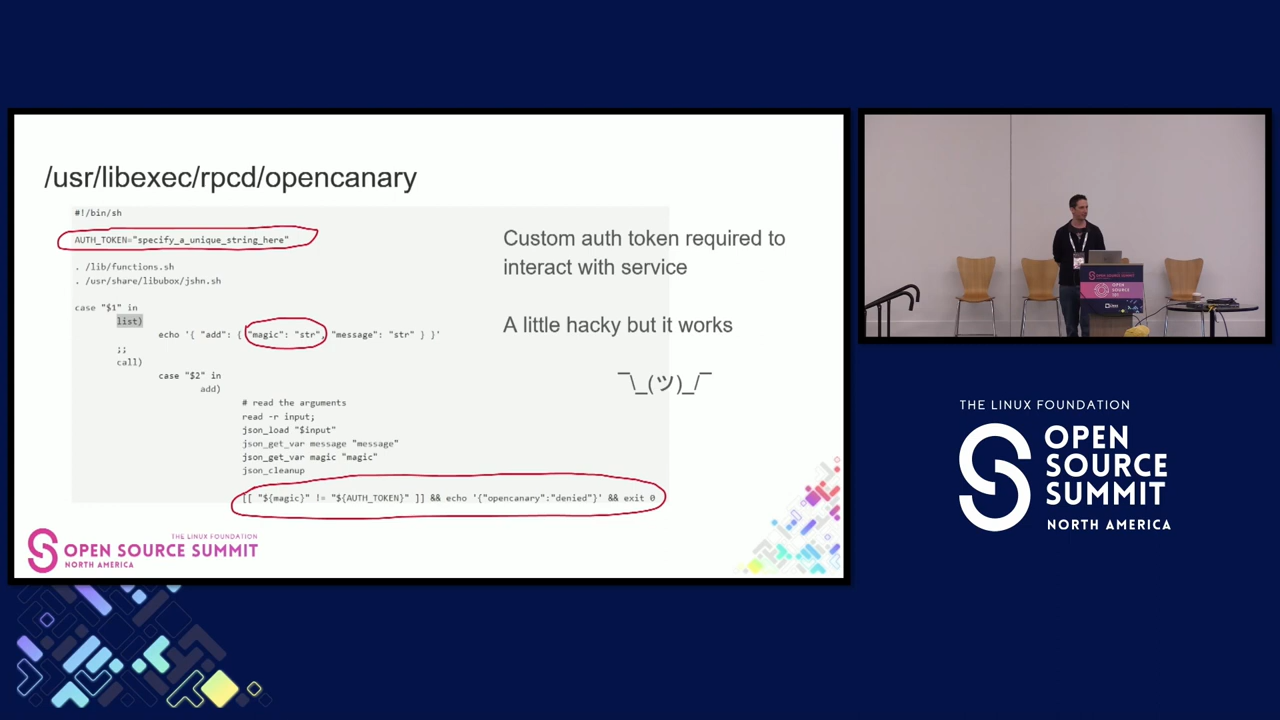 /usr/libexec/rpcd/opencanary
#!/bin/sh
AUTH_TOKEN="specify_a_unique_string_here"
. /lib/functions.sh
. /usr/share/libubox/jshn.sh
case "$1" in
list)
echo '{ "add": { "magic": "str", "message": "str" } }'
;;
call)
case "$2" in
add)
# read the arguments
read -r input;
json_load "$input"
json_get_var message "message"
json_get_var magic "magic"
json_cleanup
[[ "${magic}" != "${AUTH_TOKEN}" ]] && echo '{"opencanary":"denied"}' && exit 0
Custom auth token required to
interact with service
A little hacky but it works
¯\_(ツ)_/¯
THE LINUX FOUNDATION
OPEN SOURCE SUMMIT
NORTH AMERICA
THE LINUX FOUNDATION
OPEN
SOURCE
SUMMIT
NORTH AMERICA